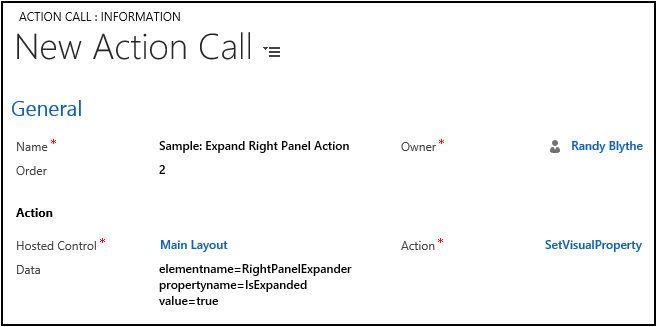 ACTION CALL : INFORMATION
New Action Call
General
Name * Sample: Expand Right Panel Action Owner * Randy Blythe
Order 2
Action
Hosted Control * Main Layout Action * SetVisualProperty
Data elementname=RightPanelExpander
propertyname=IsExpanded
value=true